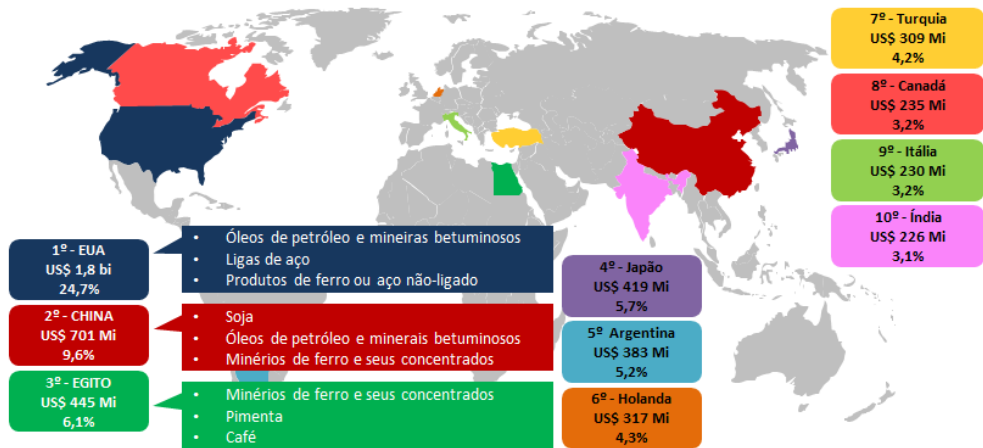 1º - EUA
US$ 1,8 bi
24,7%
• Óleos de petróleo e mineiras betuminosos
• Ligas de aço
• Produtos de ferro ou aço não-ligado
2º - CHINA
US$ 701 Mi
9,6%
• Soja
• Óleos de petróleo e minerais betuminosos
• Minérios de ferro e seus concentrados
3º - EGITO
US$ 445 Mi
6,1%
• Minérios de ferro e seus concentrados
• Pimenta
• Café
4º - Japão
US$ 419 Mi
5,7%
5º Argentina
US$ 383 Mi
5,2%
6º - Holanda
US$ 317 Mi
4,3%
7º - Turquia
US$ 309 Mi
4,2%
8º - Canadá
US$ 235 Mi
3,2%
9º - Itália
US$ 230 Mi
3,2%
10º - Índia
US$ 226 Mi
3,1%